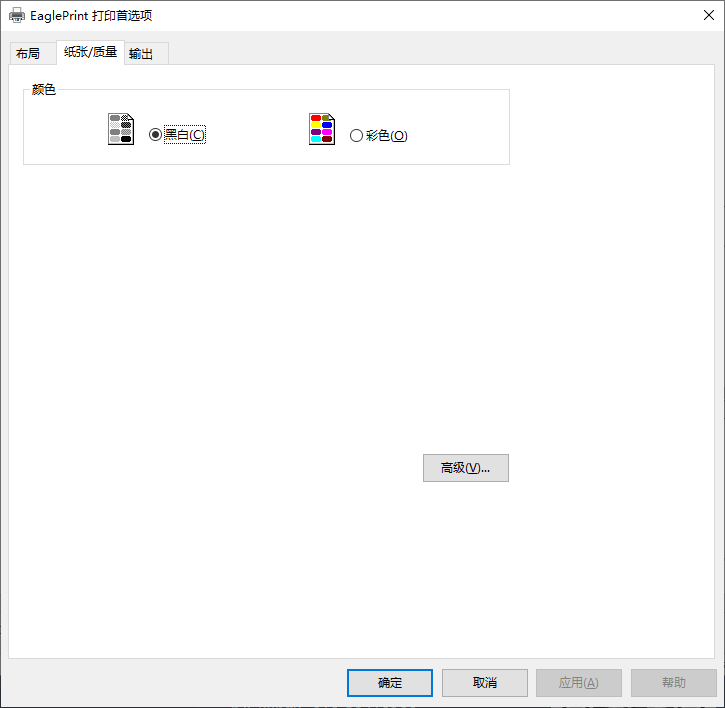 EaglePrint 打印首选项
布局 纸张/质量 输出
颜色
黑白(C) 彩色(O)
高级(V)...
确定 取消 应用(A) 帮助